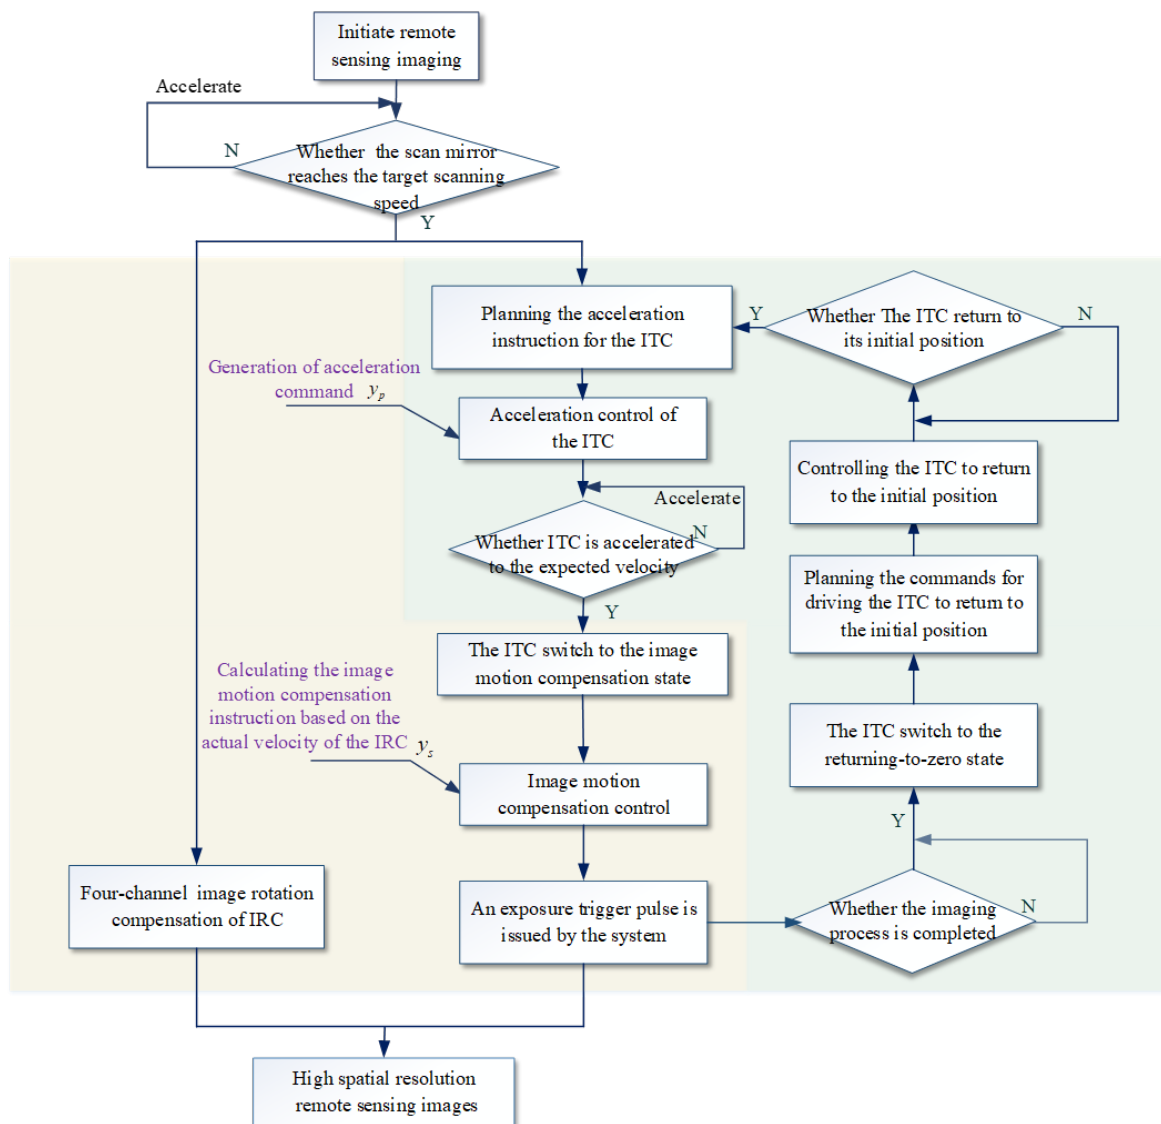 Initiate remote
sensing imaging
Accelerate
N
Whether the scan mirror
reaches the target scanning
speed
Y
Planning the acceleration
instruction for the ITC
Y
Whether The ITC return to
its initial position
N
Generation of acceleration
command y_p
Acceleration control of
the ITC
Controlling the ITC to return
to the initial position
Accelerate
N
Whether ITC is accelerated
to the expected velocity
Y
Planning the commands for
driving the ITC to return to
the initial position
The ITC switch to the image
motion compensation state
Calculating the image
motion compensation
instruction based on the
actual velocity of the IRC y_s
The ITC switch to the
returning-to-zero state
Image motion
compensation control
Y
Four-channel image rotation
compensation of IRC
An exposure trigger pulse is
issued by the system
Whether the imaging
process is completed
N
High spatial resolution
remote sensing images